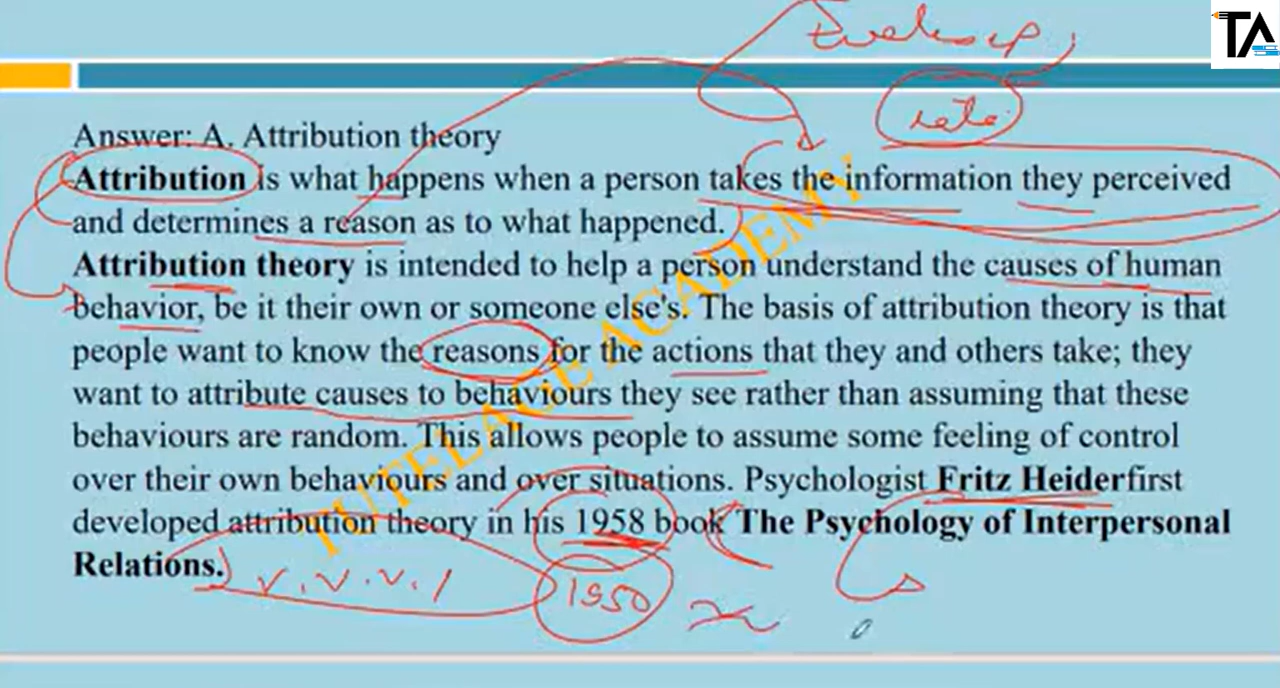 TA
rate
Answer: A. Attribution theory
Attribution is what happens when a person takes the information they perceived
and determines a reason as to what happened.
Attribution theory is intended to help a person understand the causes of human
behavior, be it their own or someone else's. The basis of attribution theory is that
people want to know the reasons for the actions that they and others take; they
want to attribute causes to behaviours they see rather than assuming that these
behaviours are random. This allows people to assume some feeling of control
over their own behaviours and over situations. Psychologist Fritz Heiderfirst
developed attribution theory in his 1958 book The Psychology of Interpersonal
Relations.
v.v.v.1
1950
TUTELAGE ACADEMY